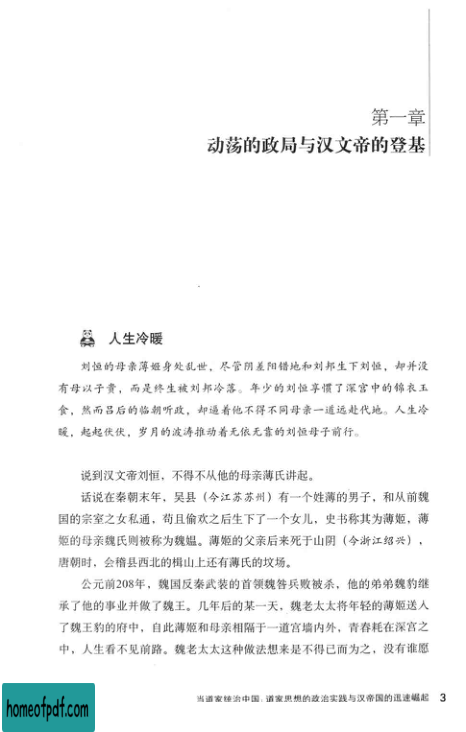 第一章
动荡的政局与汉文帝的登基
人生冷暖
刘恒的母亲薄姬身处乱世，尽管阴差阳错地和刘邦生下刘恒，却并没
有母以子贵，而是终生被刘邦冷落。年少的刘恒享惯了深宫中的锦衣玉
食，然而吕后的临朝听政，却逼着他不得不同母亲一道远赴代地。人生冷
暖，起起伏伏，岁月的波涛推动着无依无靠的刘恒母子前行。
说到汉文帝刘恒，不得不从他的母亲薄氏讲起。
话说在秦朝末年，吴县（今江苏苏州）有一个姓薄的男子，和从前魏
国的宗室之女私通，苟且偷欢之后生下了一个女儿，史书称其为薄姬，薄
姬的母亲魏氏则被称为魏媪。薄姬的父亲后来死于山阴（今浙江绍兴），
唐朝时，会稽县西北的楫山上还有薄氏的坟场。
公元前208年，魏国反秦武装的首领魏咎兵败被杀，他的弟弟魏豹继
承了他的事业并做了魏王。几年后的某一天，魏老太太将年轻的薄姬送人
了魏王豹的府中，自此薄姬和母亲相隔于一道宫墙内外，青春耗在深宫之
中，人生看不见前路。魏老太太这种做法想来是不得已而为之，没有谁愿
当道家统治中国：道家思想的政治实践与汉帝国的迅速崛起 3
homeofpdf.com